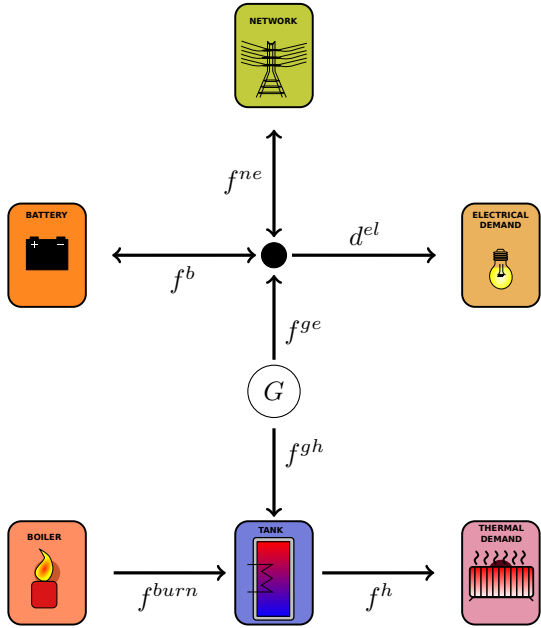 NETWORK
f^{ne}
BATTERY
+ −
ELECTRICAL
DEMAND
d^{el}
f^{b}
f^{ge}
G
f^{gh}
BOILER
TANK
THERMAL
DEMAND
f^{burn}
f^{h}